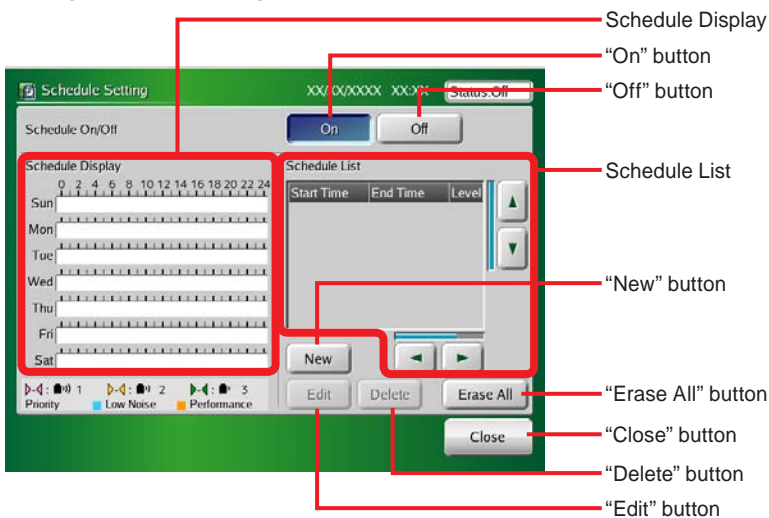 Schedule Display
“On” button
Schedule Setting XX/XX/XXXX XX:XX Status:Off
“Off” button
Schedule On/Off On Off
Schedule Display
0 2 4 6 8 10 12 14 16 18 20 22 24
Sun
Mon
Tue
Wed
Thu
Fri
Sat
Schedule List
Start Time End Time Level
Schedule List
“New” button
New
1 2 3
Priority Low Noise Performance
Edit Delete Erase All
“Erase All” button
Close
“Close” button
“Delete” button
“Edit” button